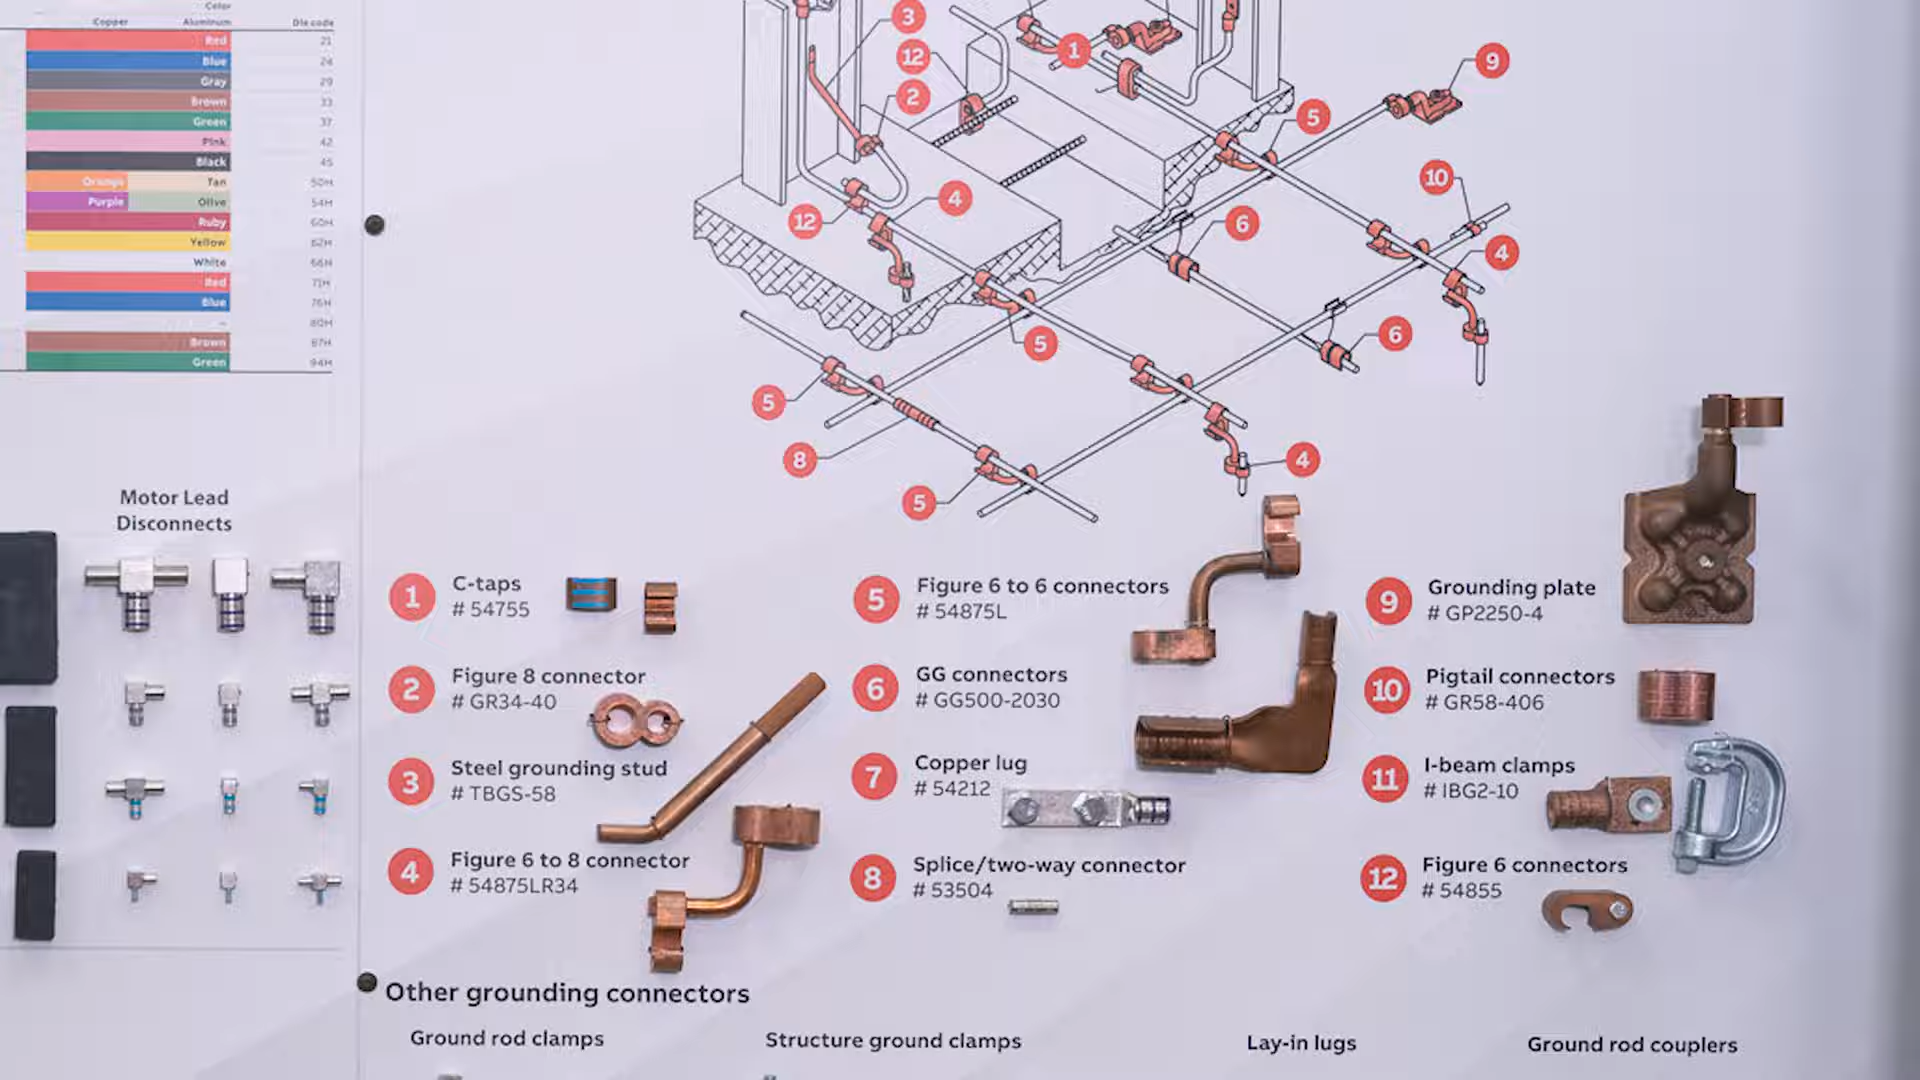 Color
Copper Aluminum Die code
Red 21
Blue 24
Gray 29
Brown 33
Green 37
Pink 42
Black 45
Orange Tan 50H
Purple Olive 54H
Ruby 60H
Yellow 62H
White 66H
Red 71H
Blue 76H
– 80H
Brown 87H
Green 94H
3
12
2
1
9
5
10
4
12
6
4
5
6
5
8
4
5
Motor Lead
Disconnects
1 C-taps
# 54755
2 Figure 8 connector
# GR34-40
3 Steel grounding stud
# TBGS-58
4 Figure 6 to 8 connector
# 54875LR34
5 Figure 6 to 6 connectors
# 54875L
6 GG connectors
# GG500-2030
7 Copper lug
# 54212
8 Splice/two-way connector
# 53504
9 Grounding plate
# GP2250-4
10 Pigtail connectors
# GR58-406
11 I-beam clamps
# IBG2-10
12 Figure 6 connectors
# 54855
Other grounding connectors
Ground rod clamps
Structure ground clamps
Lay-in lugs
Ground rod couplers